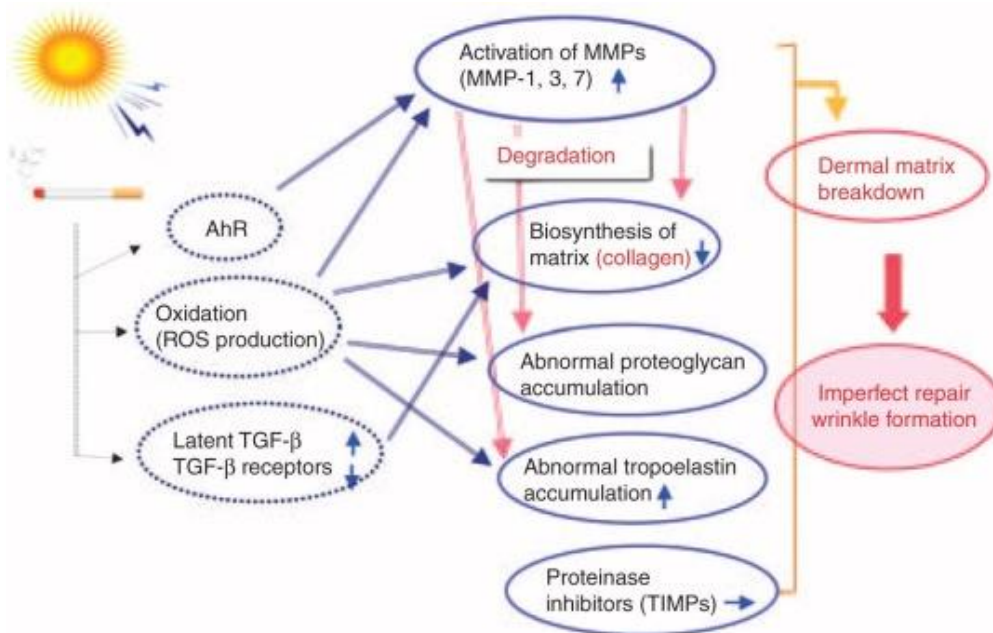 Activation of MMPs
(MMP-1, 3, 7)
Degradation
Dermal matrix
breakdown
AhR
Biosynthesis of
matrix (collagen)
Oxidation
(ROS production)
Abnormal proteoglycan
accumulation
Imperfect repair
wrinkle formation
Latent TGF-β
TGF-β receptors
Abnormal tropoelastin
accumulation
Proteinase
inhibitors (TIMPs)